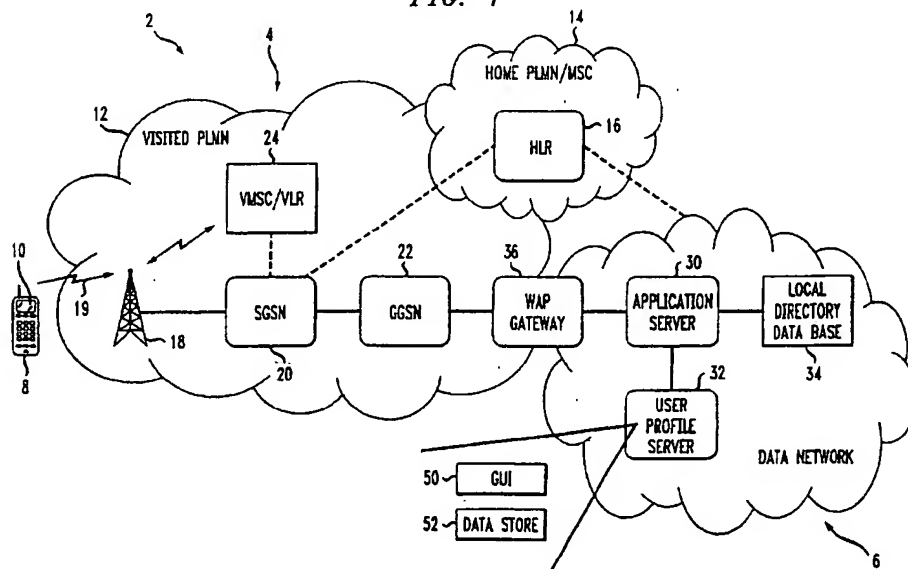 FIG. 1
2
4
14
HOME PLMN/MSC
16
HLR
12
VISITED PLMN
24
VMSC/VLR
10
19
8
18
SGSN
20
22
GGSN
36
WAP
GATEWAY
30
APPLICATION
SERVER
LOCAL
DIRECTORY
DATA BASE
34
32
USER
PROFILE
SERVER
DATA NETWORK
50
GUI
52
DATA STORE
6